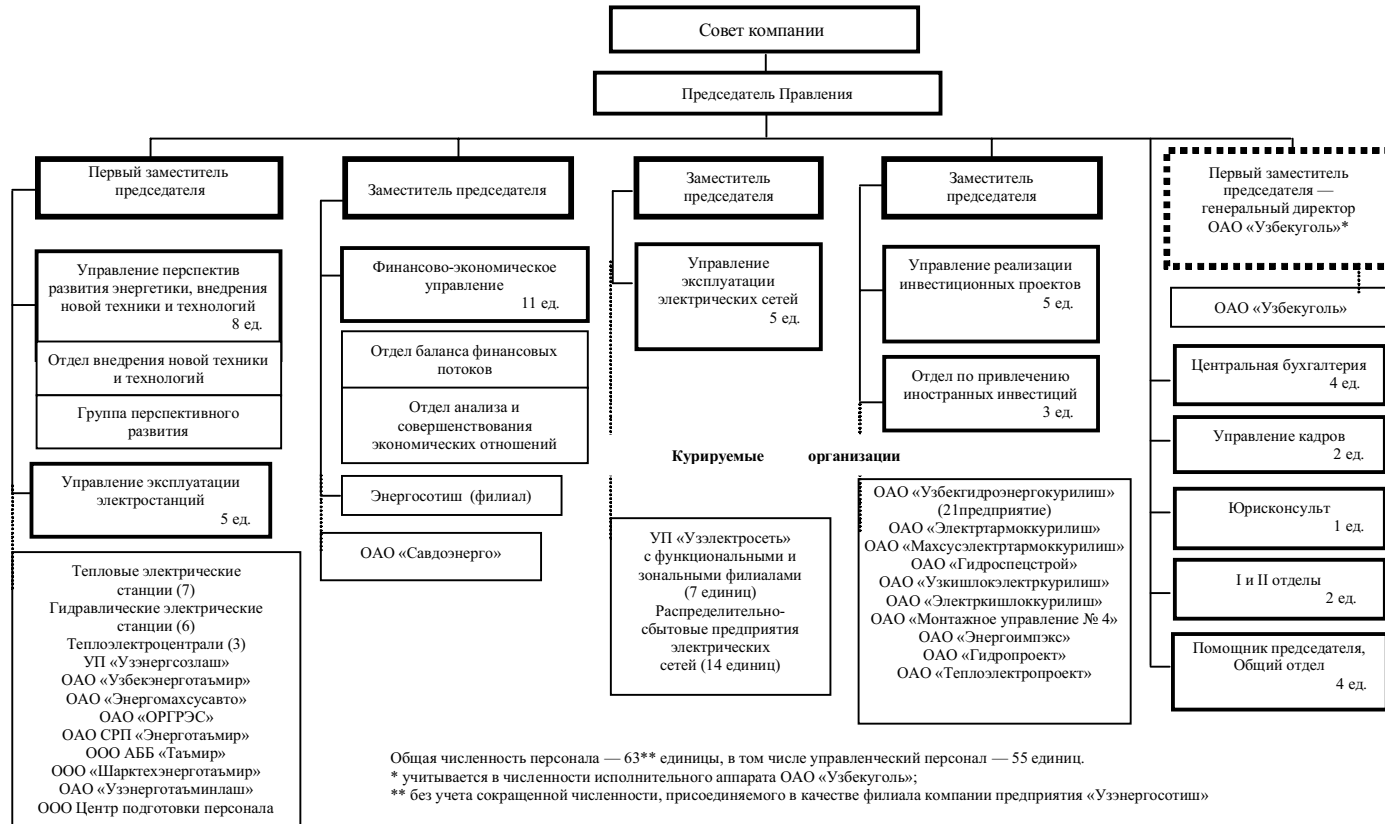 Совет компании
Председатель Правления
Первый заместитель
председателя
Управление перспектив
развития энергетики, внедрения
новой техники и технологий
8 ед.
Отдел внедрения новой техники
и технологий
Группа перспективного
развития
Управление эксплуатации
электростанций
5 ед.
Тепловые электрические
станции (7)
Гидравлические электрические
станции (6)
Теплоэлектроцентрали (3)
УП «Узэнергсозлаш»
ОАО «Узбекэнерготаъмир»
ОАО «Энергомахсусавто»
ОАО «ОРГРЭС»
ОАО СРП «Энерготаъмир»
ООО АББ «Таъмир»
ООО «Шарктехэнерготаъмир»
ОАО «Узэнерготаъминлаш»
ООО Центр подготовки персонала
Заместитель председателя
Финансово-экономическое
управление
11 ед.
Отдел баланса финансовых
потоков
Отдел анализа и
совершенствования
экономических отношений
Энергосотиш (филиал)
ОАО «Савдоэнерго»
Заместитель
председателя
Управление
эксплуатации
электрических сетей
5 ед.
Заместитель
председателя
Управление реализации
инвестиционных проектов
5 ед.
Отдел по привлечению
иностранных инвестиций
3 ед.
Курируемые организации
УП «Узэлектросеть»
с функциональными и
зональными филиалами
(7 единиц)
Распределительно-
сбытовые предприятия
электрических
сетей (14 единиц)
ОАО «Узбекгидроэнергокурилиш»
(21предприятие)
ОАО «Электртармоккурилиш»
ОАО «Махсусэлектртармоккурилиш»
ОАО «Гидроспецстрой»
ОАО «Узкишлокэлектркурилиш»
ОАО «Электркишлоккурилиш»
ОАО «Монтажное управление № 4»
ОАО «Энергоимпэкс»
ОАО «Гидропроект»
ОАО «Теплоэлектропроект»
Первый заместитель
председателя —
генеральный директор
ОАО «Узбекуголь»*
ОАО «Узбекуголь»
Центральная бухгалтерия
4 ед.
Управление кадров
2 ед.
Юрисконсульт
1 ед.
I и II отделы
2 ед.
Помощник председателя,
Общий отдел
4 ед.
Общая численность персонала — 63** единицы, в том числе управленческий персонал — 55 единиц.
* учитывается в численности исполнительного аппарата ОАО «Узбекуголь»;
** без учета сокращенной численности, присоединяемого в качестве филиала компании предприятия «Узэнергосотиш»